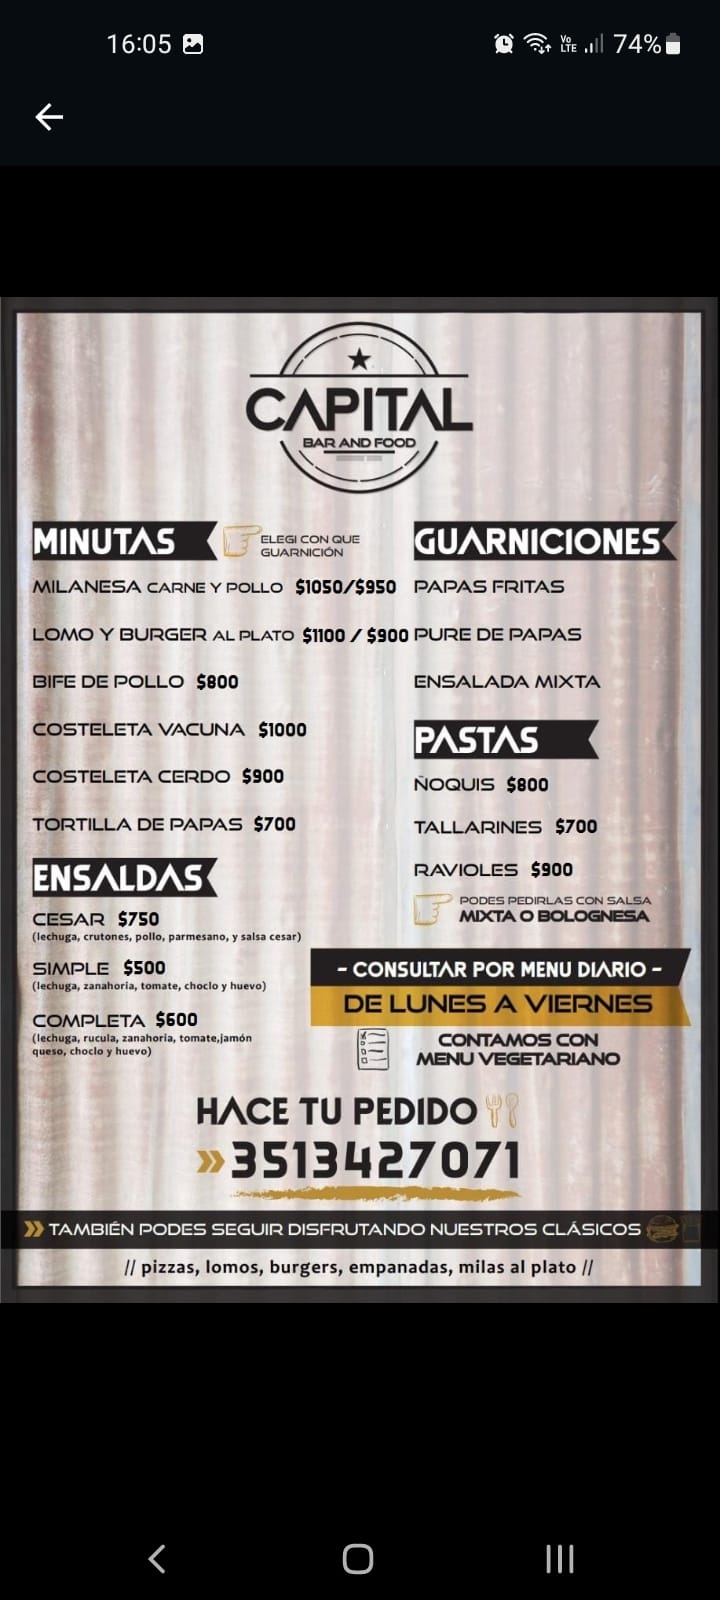 16:05
Vo LTE
74%
CAPITAL
BAR AND FOOD
MINUTAS
ELEGI CON QUE
GUARNICIÓN
MILANESA CARNE Y POLLO $1050/$950
LOMO Y BURGER AL PLATO $1100 / $900
BIFE DE POLLO $800
COSTELETA VACUNA $1000
COSTELETA CERDO $900
TORTILLA DE PAPAS $700
ENSALDAS
CESAR $750
(lechuga, crutones, pollo, parmesano, y salsa cesar)
SIMPLE $500
(lechuga, zanahoria, tomate, choclo y huevo)
COMPLETA $600
(lechuga, rucula, zanahoria, tomate,jamón
queso, choclo y huevo)
GUARNICIONES
PAPAS FRITAS
PURE DE PAPAS
ENSALADA MIXTA
PASTAS
ÑOQUIS $800
TALLARINES $700
RAVIOLES $900
PODES PEDIRLAS CON SALSA
MIXTA O BOLOGNESA
- CONSULTAR POR MENU DIARIO -
DE LUNES A VIERNES
CONTAMOS CON
MENU VEGETARIANO
HACE TU PEDIDO
»3513427071
» TAMBIÉN PODES SEGUIR DISFRUTANDO NUESTROS CLÁSICOS
// pizzas, lomos, burgers, empanadas, milas al plato //